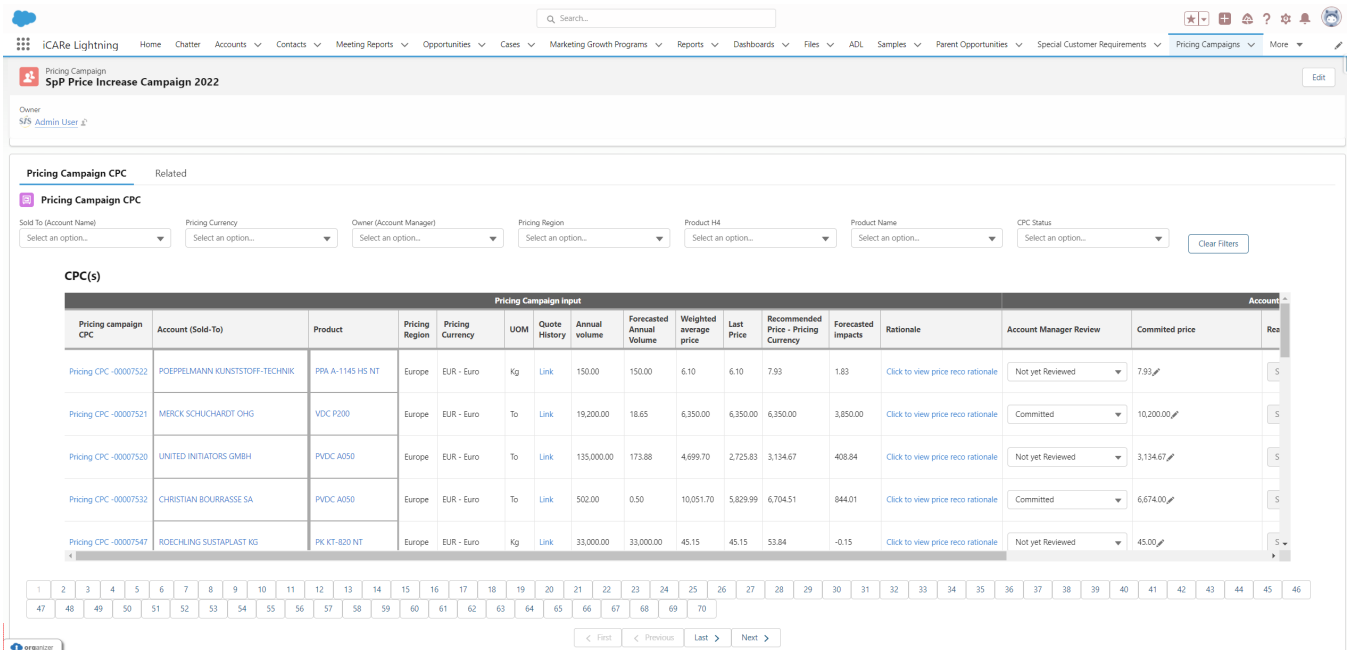 Search...
iCARe Lightning Home Chatter Accounts Contacts Meeting Reports Opportunities Cases Marketing Growth Programs Reports Dashboards Files ADL Samples Parent Opportunities Special Customer Requirements Pricing Campaigns More
Pricing Campaign
SpP Price Increase Campaign 2022
Edit
Owner
sis Admin User
Pricing Campaign CPC Related
Pricing Campaign CPC
Sold To (Account Name) Pricing Currency Owner (Account Manager) Pricing Region Product H4 Product Name CPC Status
Select an option... Select an option... Select an option... Select an option... Select an option... Select an option... Select an option... Clear Filters
CPC(s)
Pricing Campaign input Account
Pricing campaign CPC Account (Sold-To) Product Pricing Region Pricing Currency UOM Quote History Annual volume Forecasted Annual Volume Weighted average price Last Price Recommended Price - Pricing Currency Forecasted impacts Rationale Account Manager Review Commited price Rea
Pricing CPC -00007522 POEPPELMANN KUNSTSTOFF-TECHNIK PPA A-1145 HS NT Europe EUR - Euro Kg Link 150.00 150.00 6.10 6.10 7.93 1.83 Click to view price reco rationale Not yet Reviewed 7.93 S
Pricing CPC -00007521 MERCK SCHUCHARDT OHG VDC P200 Europe EUR - Euro To Link 19,200.00 18.65 6,350.00 6,350.00 6,350.00 3,850.00 Click to view price reco rationale Committed 10,200.00 S
Pricing CPC -00007520 UNITED INITIATORS GMBH PVDC A050 Europe EUR - Euro To Link 135,000.00 173.88 4,699.70 2,725.83 3,134.67 408.84 Click to view price reco rationale Not yet Reviewed 3,134.67 S
Pricing CPC -00007532 CHRISTIAN BOURRASSE SA PVDC A050 Europe EUR - Euro To Link 502.00 0.50 10,051.70 5,829.99 6,704.51 844.01 Click to view price reco rationale Committed 6,674.00 S
Pricing CPC -00007547 ROECHLING SUSTAPLAST KG PK KT-820 NT Europe EUR - Euro Kg Link 33,000.00 33,000.00 45.15 45.15 53.84 -0.15 Click to view price reco rationale Not yet Reviewed 45.00 S
1 2 3 4 5 6 7 8 9 10 11 12 13 14 15 16 17 18 19 20 21 22 23 24 25 26 27 28 29 30 31 32 33 34 35 36 37 38 39 40 41 42 43 44 45 46
47 48 49 50 51 52 53 54 55 56 57 58 59 60 61 62 63 64 65 66 67 68 69 70
First Previous Last Next
organizer